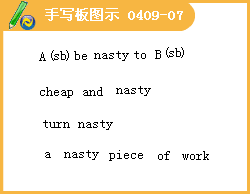 手写板图示 0409-07
A (sb) be nasty to B (sb)
cheap and nasty
turn nasty
a nasty piece of work